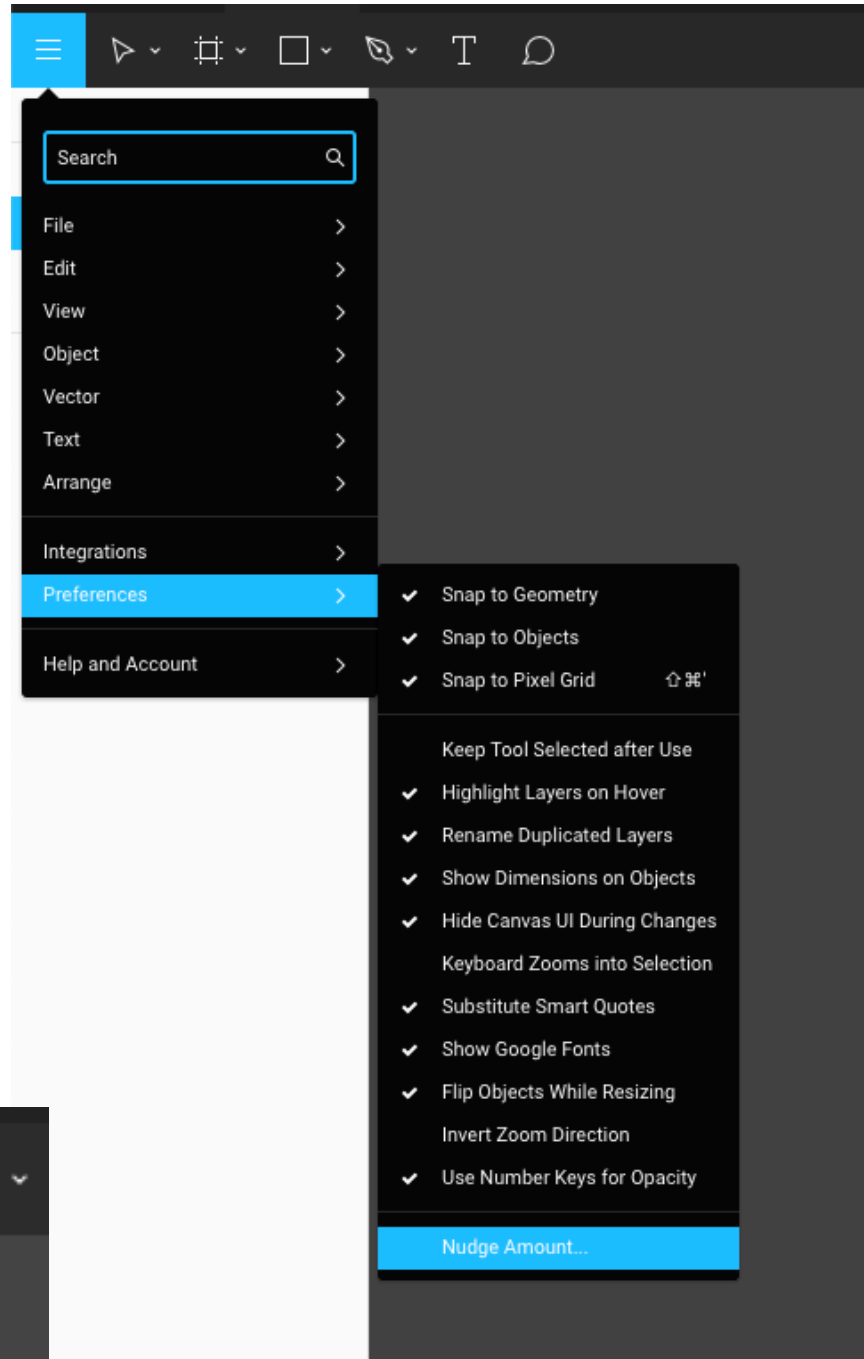 T
Search
File
Edit
View
Object
Vector
Text
Arrange
Integrations
Preferences
Help and Account
Snap to Geometry
Snap to Objects
Snap to Pixel Grid ⇧⌘'
Keep Tool Selected after Use
Highlight Layers on Hover
Rename Duplicated Layers
Show Dimensions on Objects
Hide Canvas UI During Changes
Keyboard Zooms into Selection
Substitute Smart Quotes
Show Google Fonts
Flip Objects While Resizing
Invert Zoom Direction
Use Number Keys for Opacity
Nudge Amount...